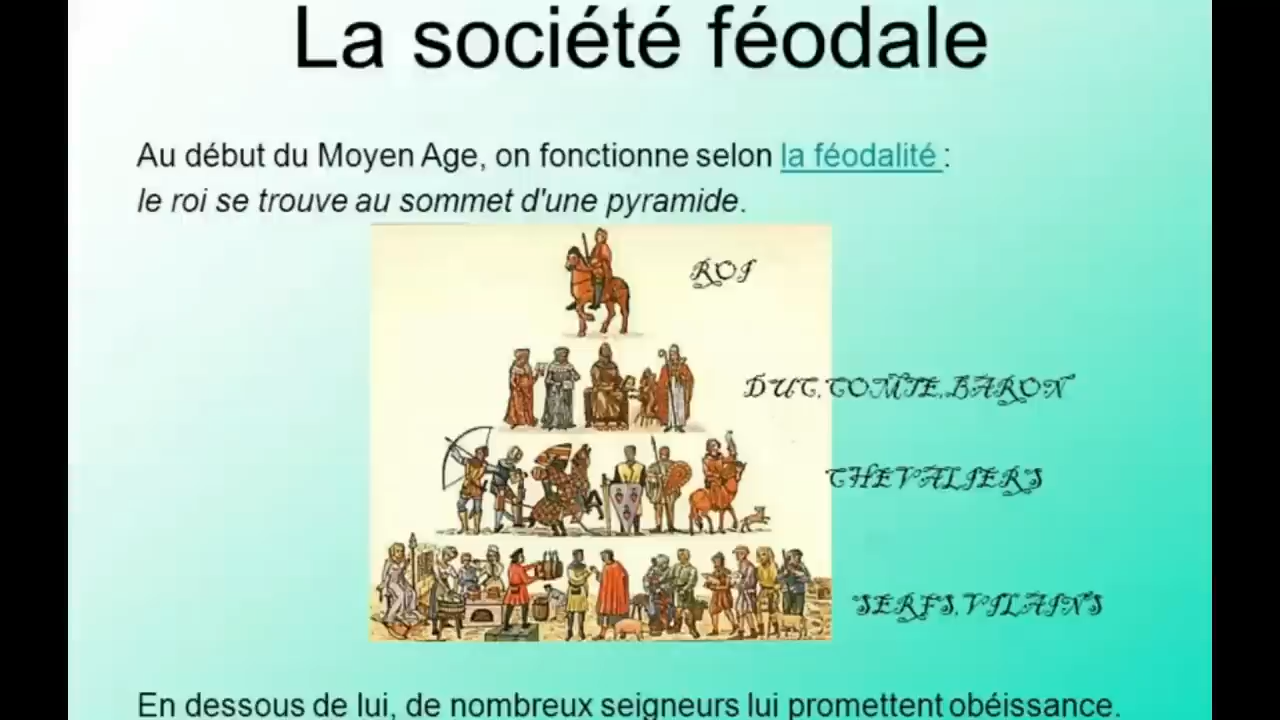 La société féodale
Au début du Moyen Age, on fonctionne selon la féodalité :
le roi se trouve au sommet d'une pyramide.
ROI
DUC, COMTE, BARON
CHEVALIERS
SERFS, VILAINS
En dessous de lui, de nombreux seigneurs lui promettent obéissance.